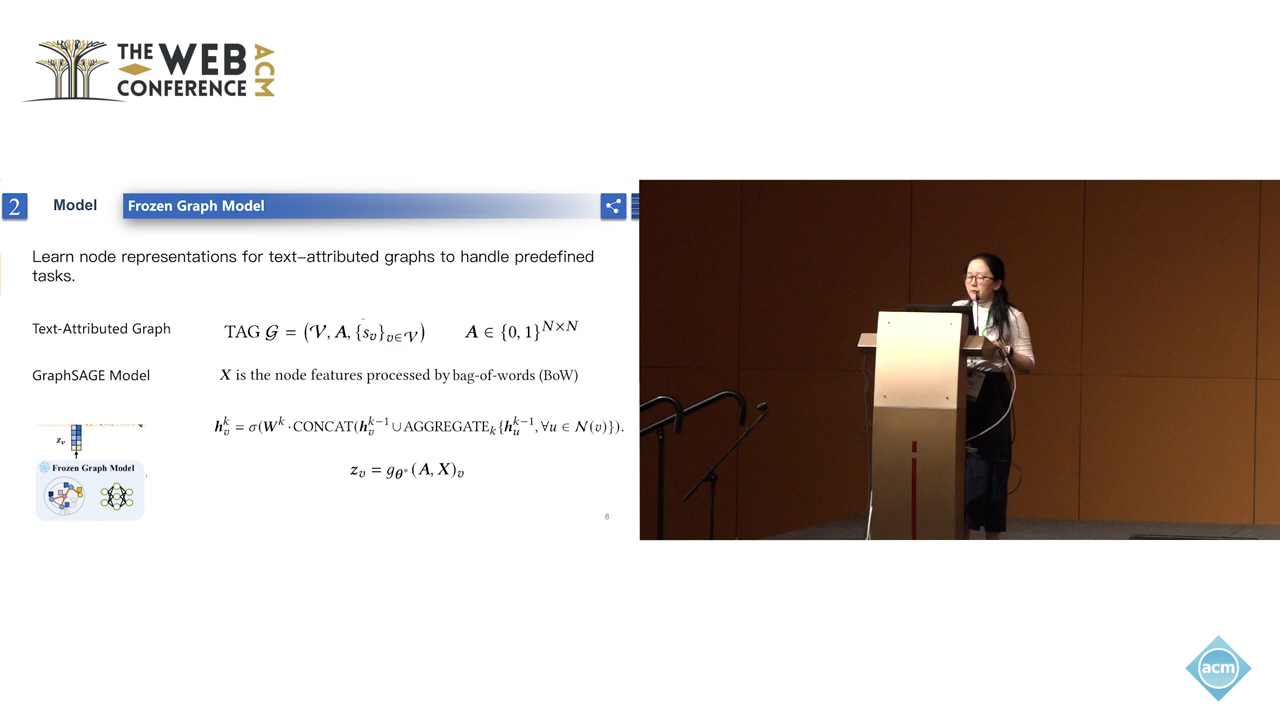 THE WEB
CONFERENCE
ACM
2 Model Frozen Graph Model
Learn node representations for text-attributed graphs to handle predefined
tasks.
Text-Attributed Graph TAG 𝒢 = (𝒱, A, {s_v}_{v∈𝒱}) A ∈ {0, 1}^{N×N}
GraphSAGE Model X is the node features processed by bag-of-words (BoW)
h_v^k = σ(W^k · CONCAT(h_v^{k−1} ∪ AGGREGATE_k{h_u^{k−1}, ∀u ∈ 𝒩(v)}).
z_v
Frozen Graph Model
z_v = g_{θ*}(A, X)_v
8
acm